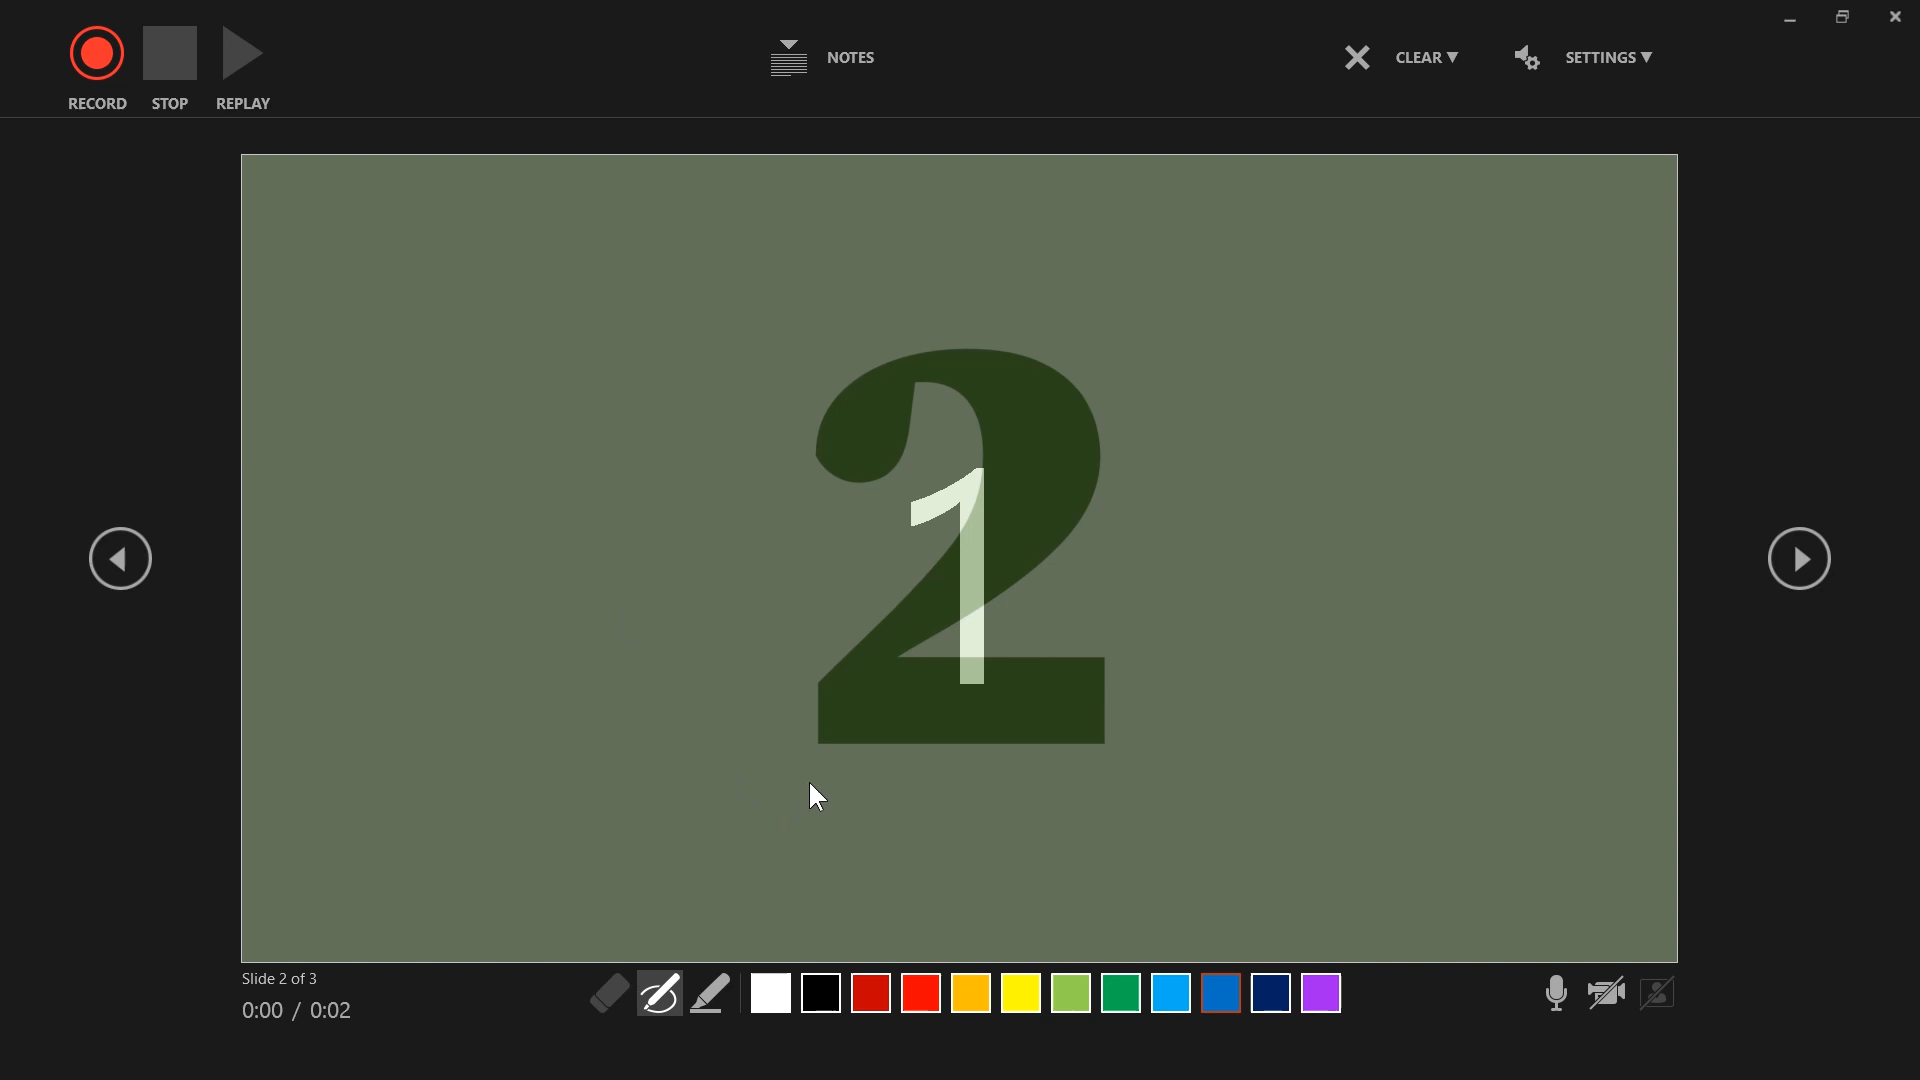 RECORD STOP REPLAY
NOTES
CLEAR
SETTINGS
2
1
Slide 2 of 3
0:00 / 0:02